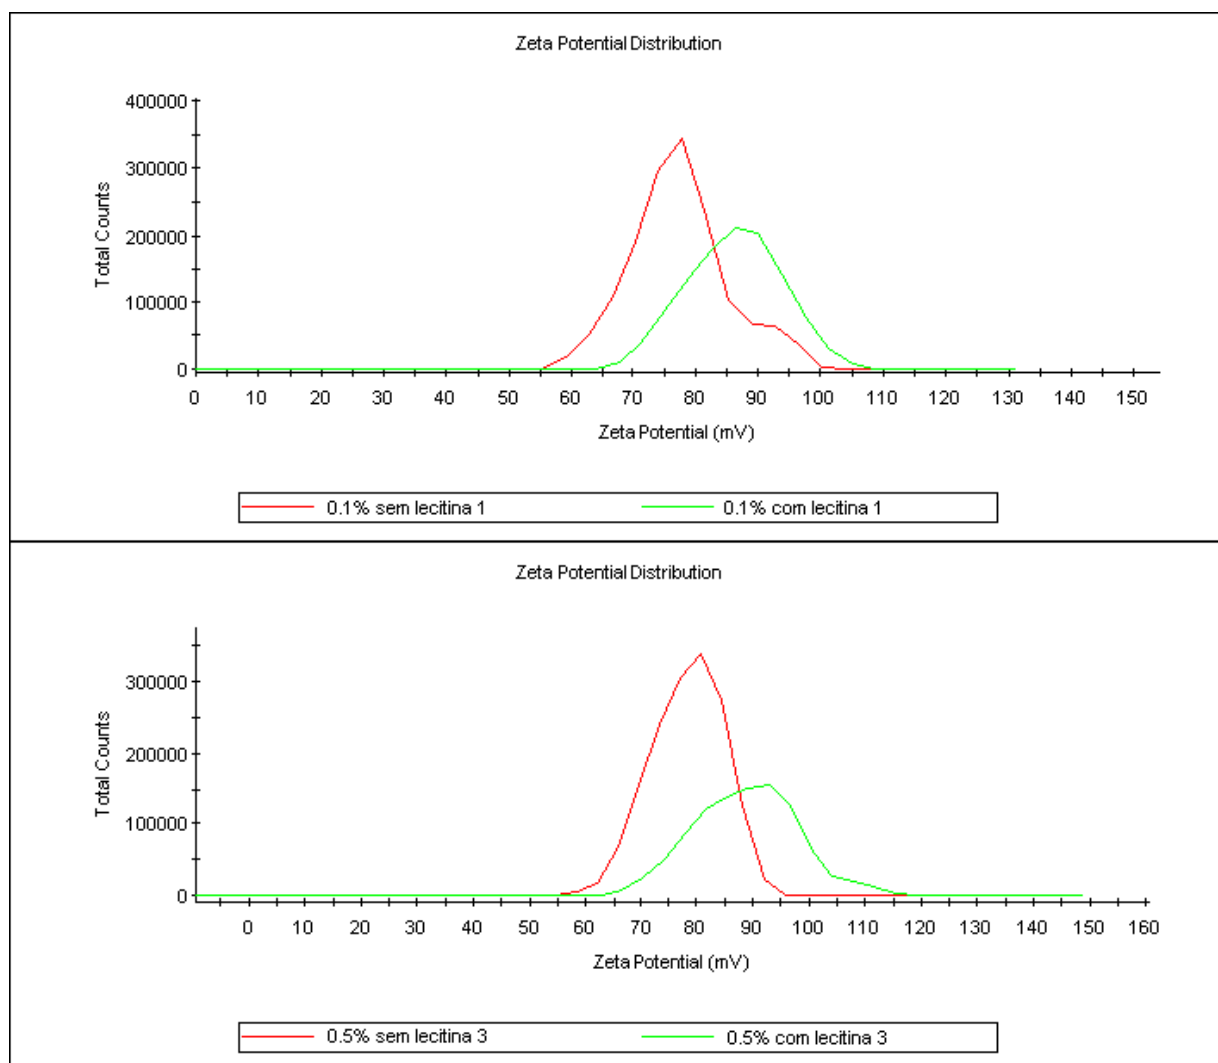 Zeta Potential Distribution
400000
300000
200000
100000
0
Total Counts
0 10 20 30 40 50 60 70 80 90 100 110 120 130 140 150
Zeta Potential (mV)
0.1% sem lecitina 1 0.1% com lecitina 1
Zeta Potential Distribution
300000
200000
100000
0
Total Counts
0 10 20 30 40 50 60 70 80 90 100 110 120 130 140 150 160
Zeta Potential (mV)
0.5% sem lecitina 3 0.5% com lecitina 3